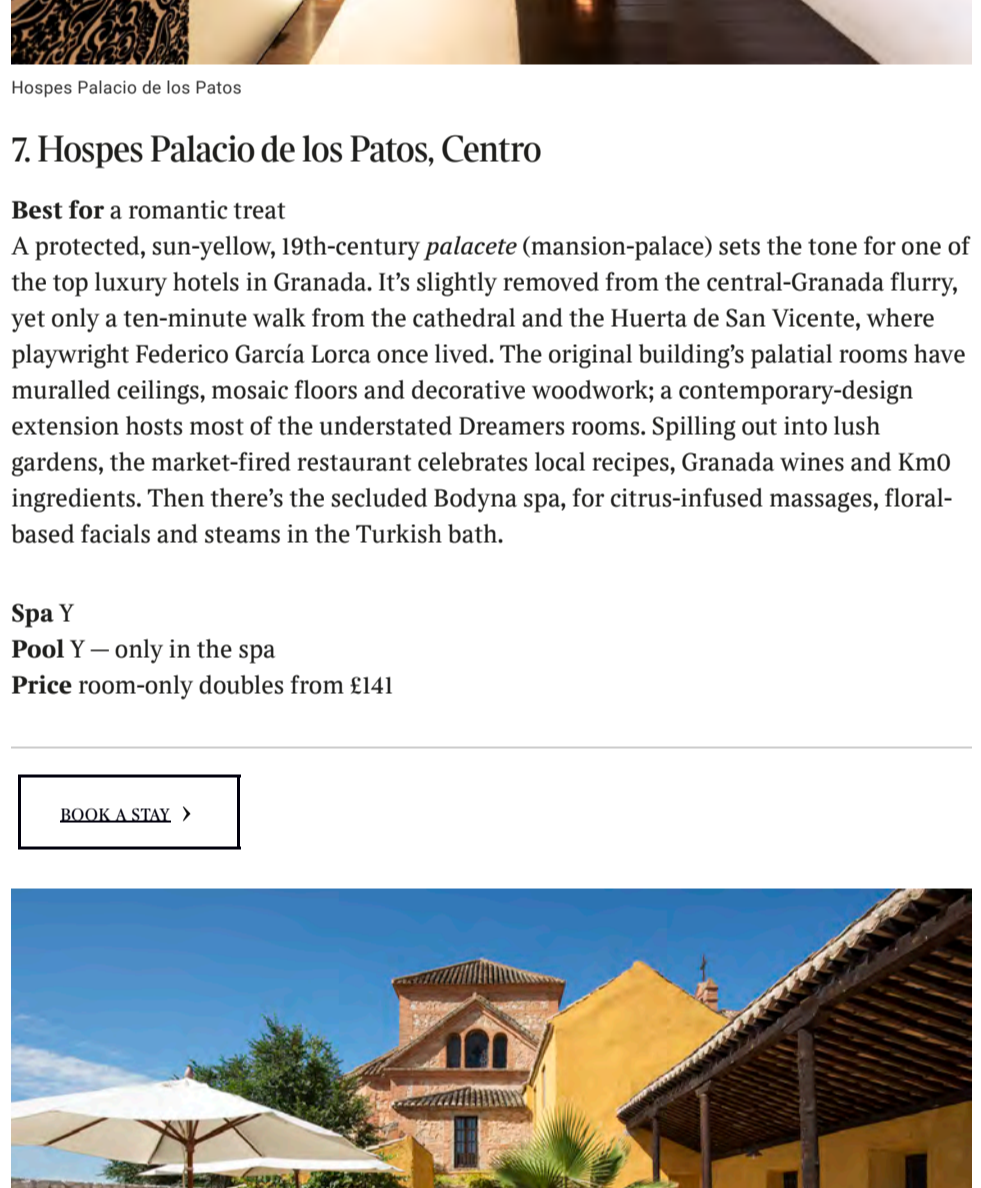 Hospes Palacio de los Patos
7. Hospes Palacio de los Patos, Centro
Best for a romantic treat
A protected, sun-yellow, 19th-century palacete (mansion-palace) sets the tone for one of
the top luxury hotels in Granada. It’s slightly removed from the central-Granada flurry,
yet only a ten-minute walk from the cathedral and the Huerta de San Vicente, where
playwright Federico García Lorca once lived. The original building’s palatial rooms have
muralled ceilings, mosaic floors and decorative woodwork; a contemporary-design
extension hosts most of the understated Dreamers rooms. Spilling out into lush
gardens, the market-fired restaurant celebrates local recipes, Granada wines and Km0
ingredients. Then there’s the secluded Bodyna spa, for citrus-infused massages, floral-
based facials and steams in the Turkish bath.
Spa Y
Pool Y — only in the spa
Price room-only doubles from £141
BOOK A STAY